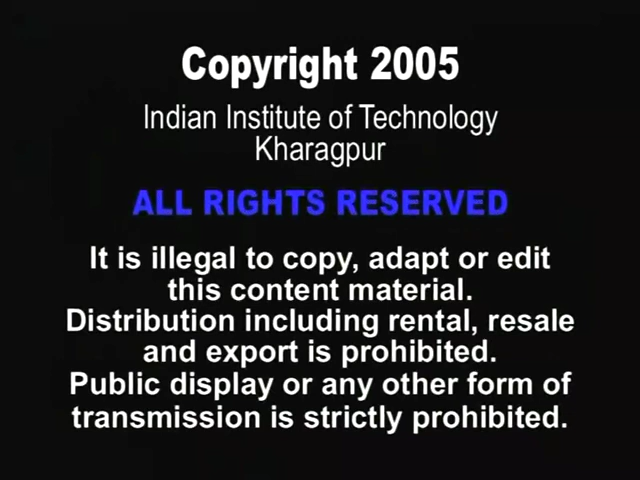 Copyright 2005
Indian Institute of Technology
Kharagpur
ALL RIGHTS RESERVED
It is illegal to copy, adapt or edit
this content material.
Distribution including rental, resale
and export is prohibited.
Public display or any other form of
transmission is strictly prohibited.